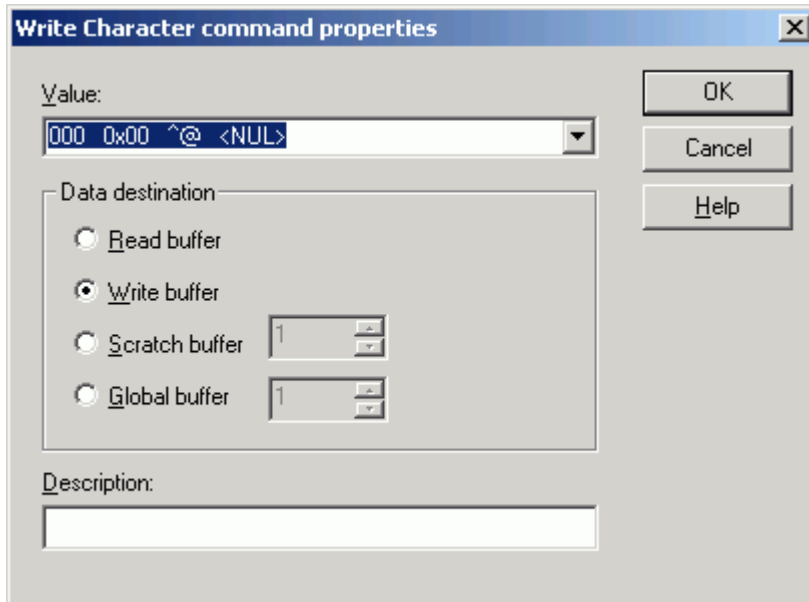 Write Character command properties
Value:
OK
000 0x00 ^@ <NUL>
Cancel
Data destination
Help
Read buffer
Write buffer
Scratch buffer 1
Global buffer 1
Description: